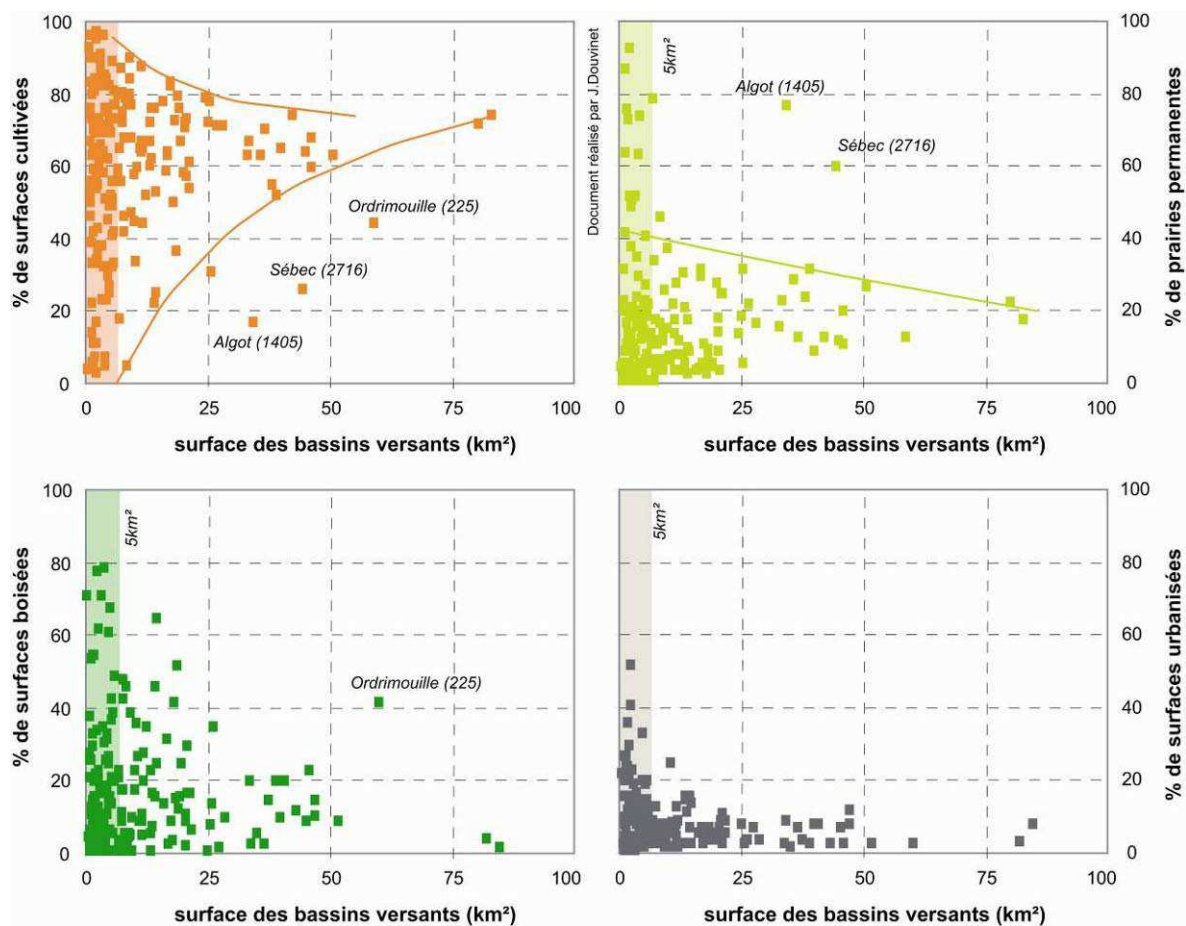 % de surfaces cultivées
100
80
60
40
20
0
Ordrimouille (225)
Sébec (2716)
Algot (1405)
0 25 50 75 100
surface des bassins versants (km²)
Document réalisé par J.Douvinet
5km²
Algot (1405)
Sébec (2716)
100
80
60
40
20
0
% de prairies permanentes
0 25 50 75 100
surface des bassins versants (km²)
% de surfaces boisées
100
80
60
40
20
0
5km²
Ordrimouille (225)
0 25 50 75 100
surface des bassins versants (km²)
5km²
100
80
60
40
20
0
% de surfaces urbanisées
0 25 50 75 100
surface des bassins versants (km²)